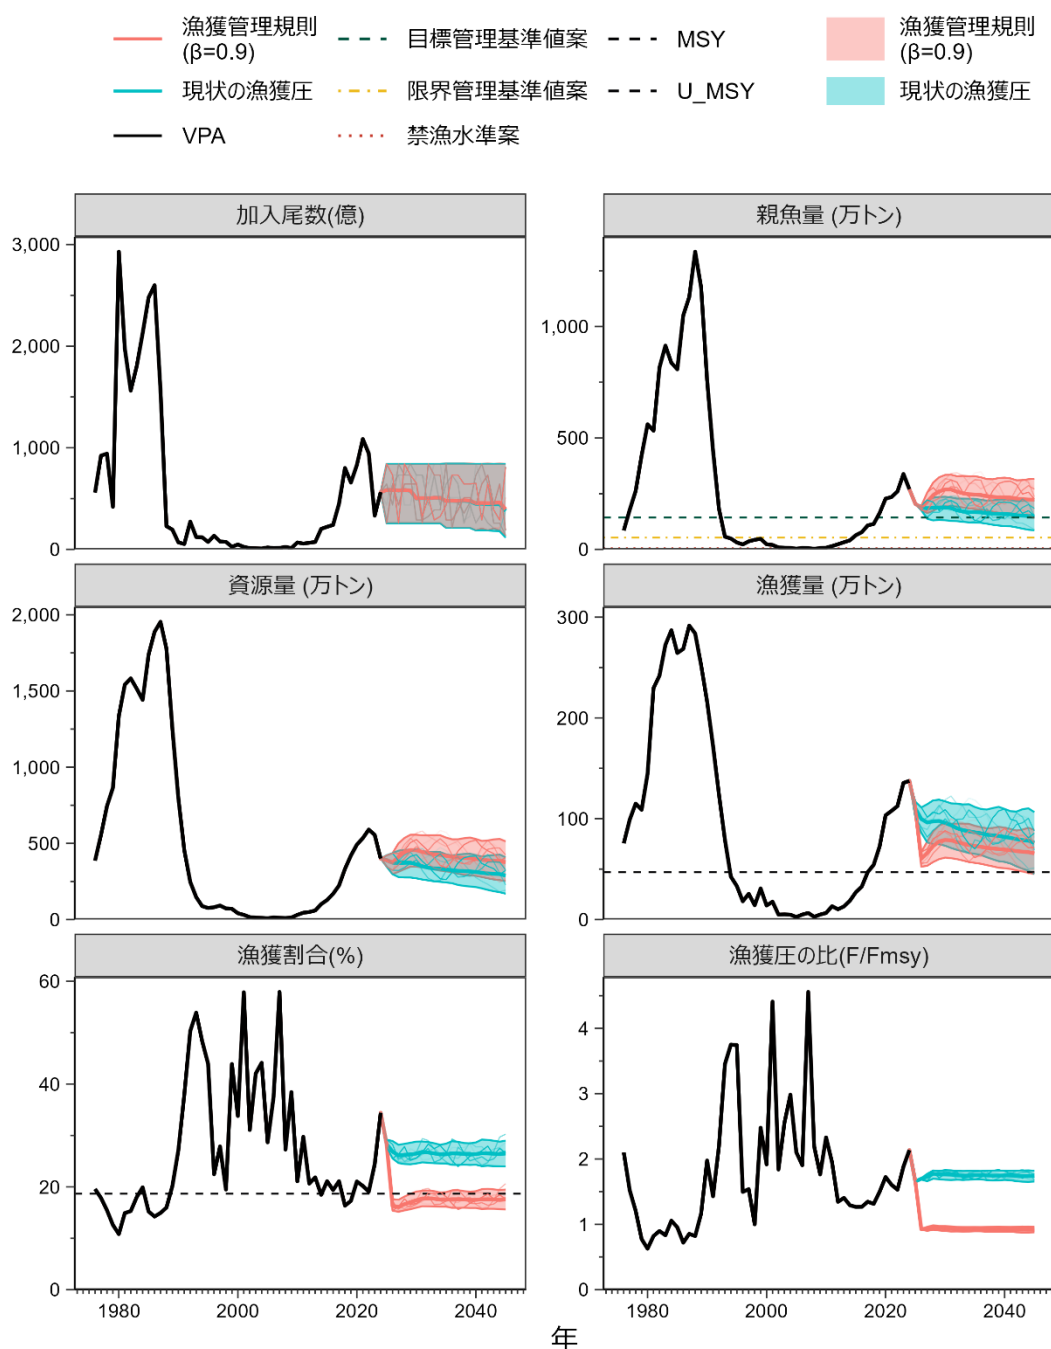 漁獲管理規則
(β=0.9)
目標管理基準値案
MSY
漁獲管理規則
(β=0.9)
現状の漁獲圧
限界管理基準値案
U_MSY
現状の漁獲圧
VPA
禁漁水準案
加入尾数(億)
3,000
2,000
1,000
0
親魚量 (万トン)
1,000
500
0
資源量 (万トン)
2,000
1,500
1,000
500
0
漁獲量 (万トン)
300
200
100
0
漁獲割合(%)
60
40
20
0
1980 2000 2020 2040
漁獲圧の比(F/Fmsy)
4
3
2
1
0
1980 2000 2020 2040
年